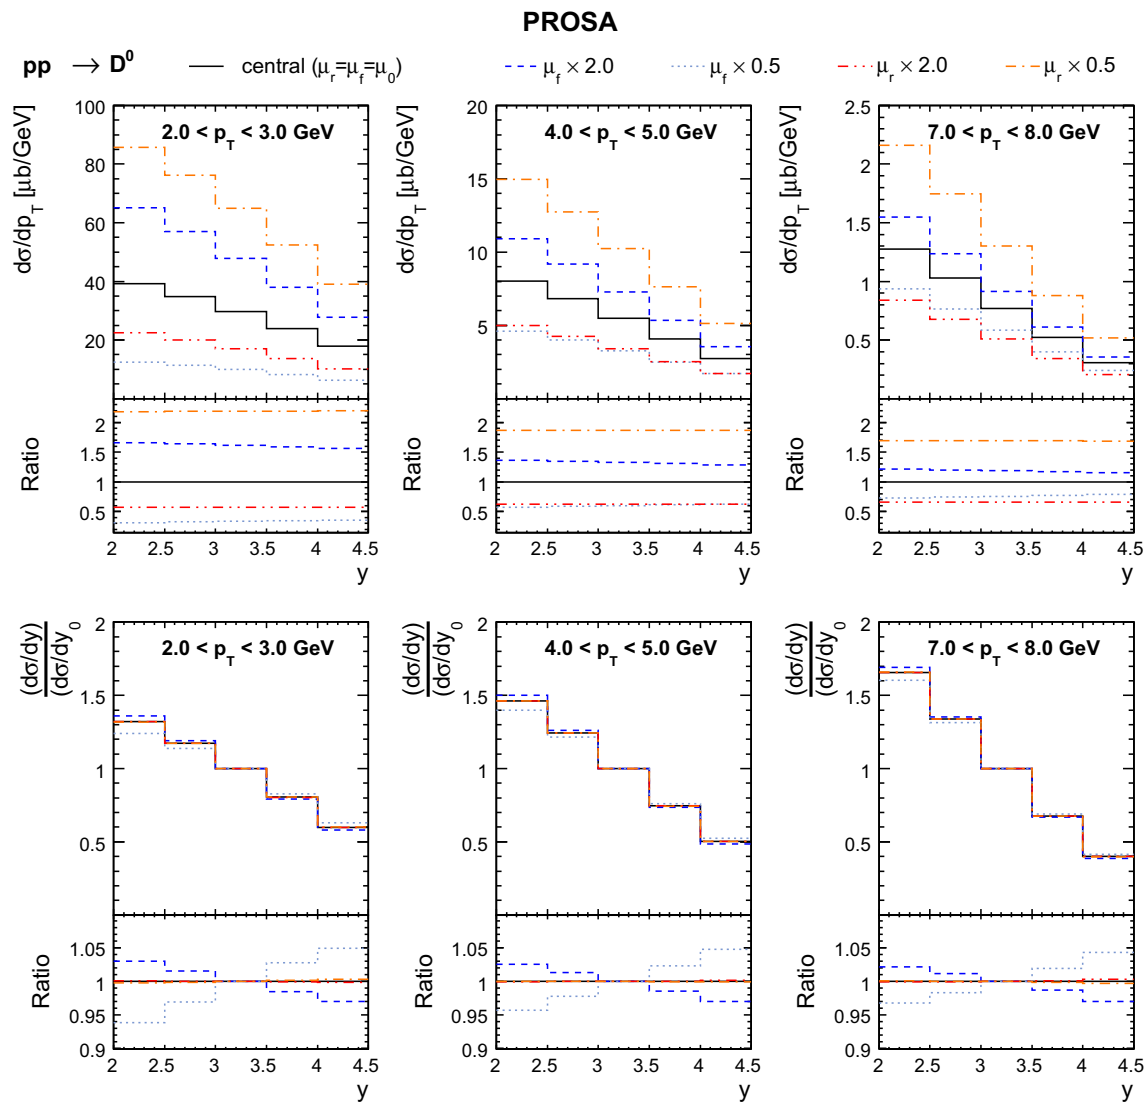 PROSA
pp → D⁰
central (μr=μf=μ0)
μf × 2.0
μf × 0.5
μr × 2.0
μr × 0.5
dσ/dpT [μb/GeV]
2.0 < pT < 3.0 GeV
100
80
60
40
20
dσ/dpT [μb/GeV]
4.0 < pT < 5.0 GeV
20
15
10
5
dσ/dpT [μb/GeV]
7.0 < pT < 8.0 GeV
2.5
2
1.5
1
0.5
Ratio
2
1.5
1
0.5
2 2.5 3 3.5 4 4.5
y
Ratio
2
1.5
1
0.5
2 2.5 3 3.5 4 4.5
y
Ratio
2
1.5
1
0.5
2 2.5 3 3.5 4 4.5
y
(dσ/dy)
(dσ/dy0
2.0 < pT < 3.0 GeV
2
1.5
1
0.5
(dσ/dy)
(dσ/dy0
4.0 < pT < 5.0 GeV
2
1.5
1
0.5
(dσ/dy)
(dσ/dy0
7.0 < pT < 8.0 GeV
2
1.5
1
0.5
Ratio
1.05
1
0.95
0.9
2 2.5 3 3.5 4 4.5
y
Ratio
1.05
1
0.95
0.9
2 2.5 3 3.5 4 4.5
y
Ratio
1.05
1
0.95
0.9
2 2.5 3 3.5 4 4.5
y